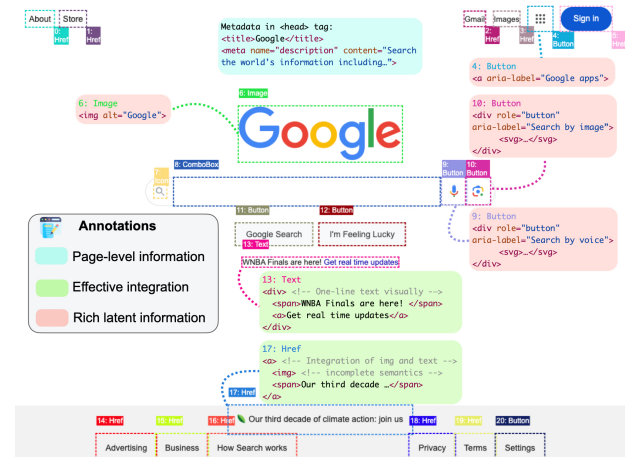 About
Store
0:
Href
1:
Href
Metadata in <head> tag:
<title>Google</title>
<meta name="description" content="Search
the world's information including…">
Gmail
Images
Sign in
2:
Href
3:
Href
4:
Button
5:
Href
4: Button
<a aria-label="Google apps">
6: Image
<img alt="Google">
6: Image
Google
10: Button
<div role="button"
aria-label="Search by image">
<svg>…</svg>
</div>
8: ComboBox
9:
Button
10:
Button
11: Button
12: Button
Google Search
I'm Feeling Lucky
9: Button
<div role="button"
aria-label="Search by voice">
<svg>…</svg>
</div>
Annotations
Page-level information
Effective integration
Rich latent information
13: Text
WNBA Finals are here! Get real time updates
13: Text
<div> <!-- One-line text visually -->
<span>WNBA Finals are here! </span>
<a>Get real time updates</a>
</div>
17: Href
<a> <!-- Integration of img and text -->
<img> <!-- incomplete semantics -->
<span>Our third decade …</span>
</a>
17: Href
Our third decade of climate action: join us
14: Href
15: Href
16: Href
18: Href
19: Href
20: Button
Advertising
Business
How Search works
Privacy
Terms
Settings